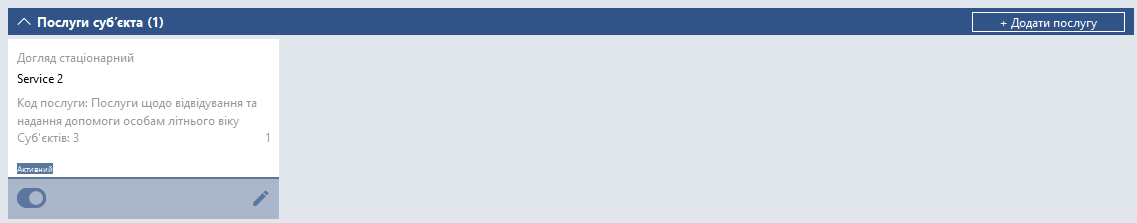 Послуги суб’єкта (1)
+ Додати послугу
Догляд стаціонарний
Service 2
Код послуги: Послуги щодо відвідування та
надання допомоги особам літнього віку
Суб'єктів: 3 1
Активний